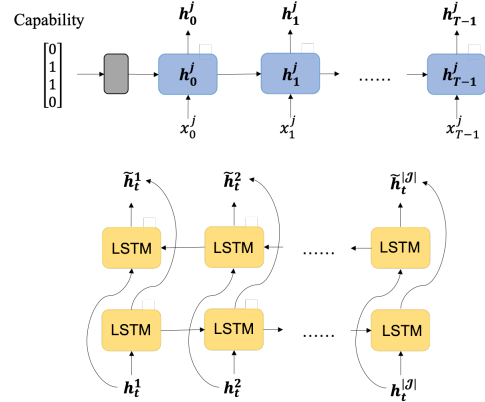 h_0^j h_1^j h_{T-1}^j
Capability
[0 1 1 0]
h_0^j h_1^j ...... h_{T-1}^j
x_0^j x_1^j x_{T-1}^j
h̃_t^1 h̃_t^2 h̃_t^{|𝒥|}
LSTM LSTM ...... LSTM
LSTM LSTM ...... LSTM
h_t^1 h_t^2 h_t^{|𝒥|}